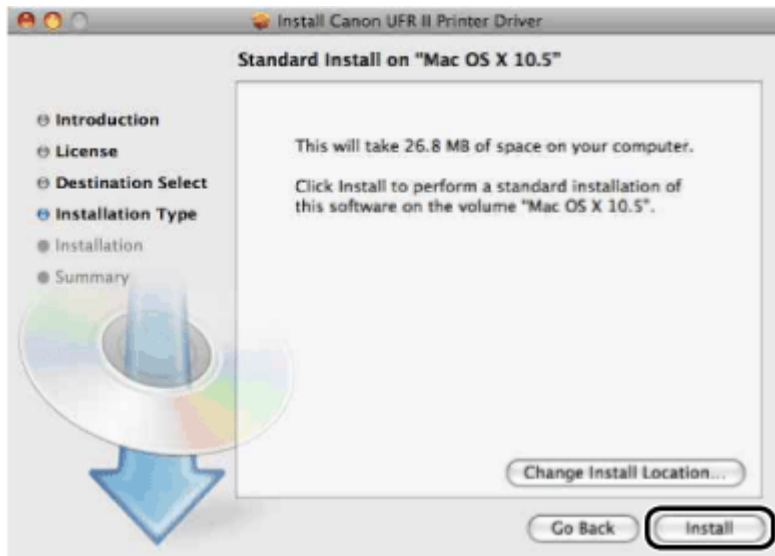 Install Canon UFR II Printer Driver
Standard Install on "Mac OS X 10.5"
Introduction
License
Destination Select
Installation Type
Installation
Summary
This will take 26.8 MB of space on your computer.
Click Install to perform a standard installation of
this software on the volume "Mac OS X 10.5".
Change Install Location...
Go Back
Install